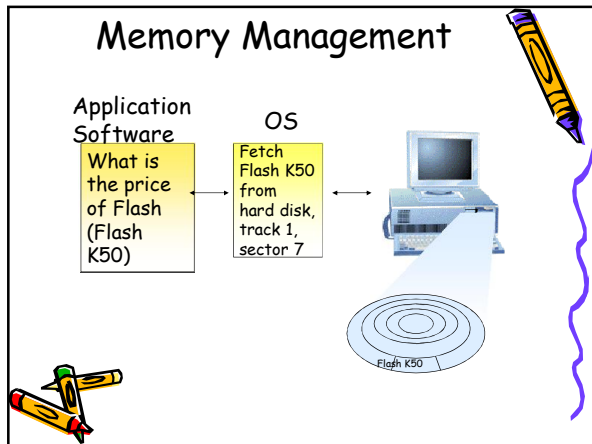 Memory Management
Application
Software
What is
the price
of Flash
(Flash
K50)
OS
Fetch
Flash K50
from
hard disk,
track 1,
sector 7
Flash K50